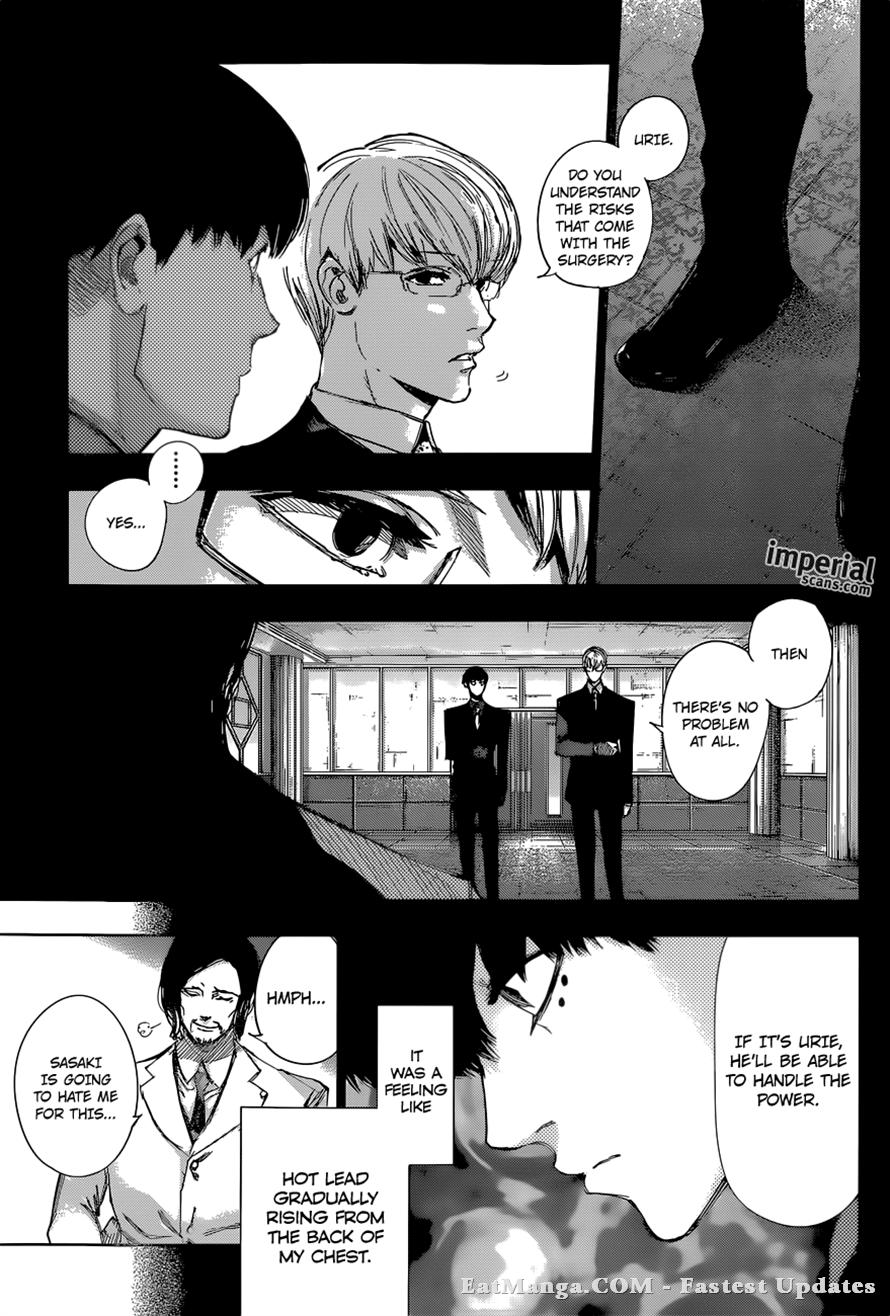 URIE.
DO YOU
UNDERSTAND
THE RISKS
THAT COME
WITH THE
SURGERY?
......
YES...
imperial
scans.com
THEN
THERE'S NO
PROBLEM
AT ALL.
IF IT'S URIE,
HE'LL BE ABLE
TO HANDLE THE
POWER.
HMPH...
SASAKI
IS GOING
TO HATE ME
FOR THIS...
IT
WAS A
FEELING
LIKE
HOT LEAD
GRADUALLY
RISING FROM
THE BACK OF
MY CHEST.
EatManga.COM - Fastest Updates